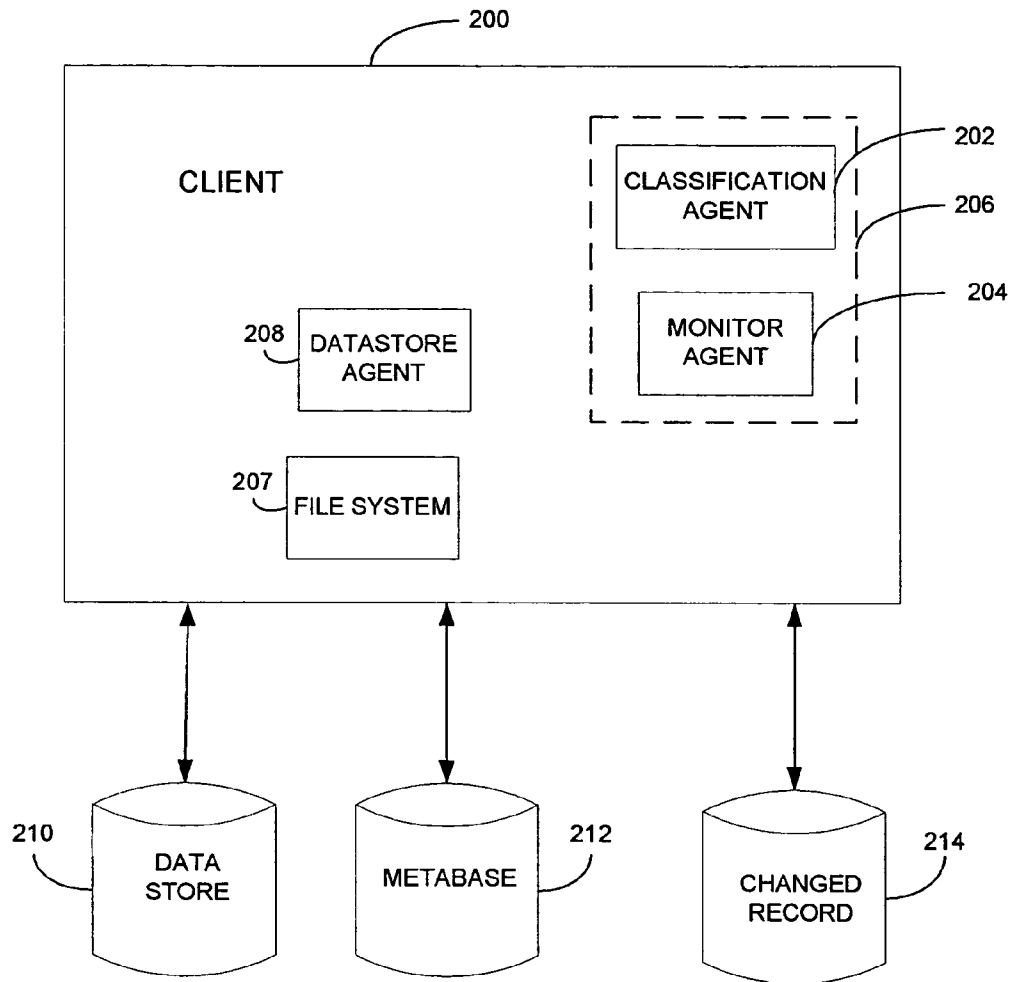 200
CLIENT
CLASSIFICATION
AGENT
202
206
MONITOR
AGENT
204
208
DATASTORE
AGENT
207
FILE SYSTEM
210
DATA
STORE
METABASE
212
CHANGED
RECORD
214